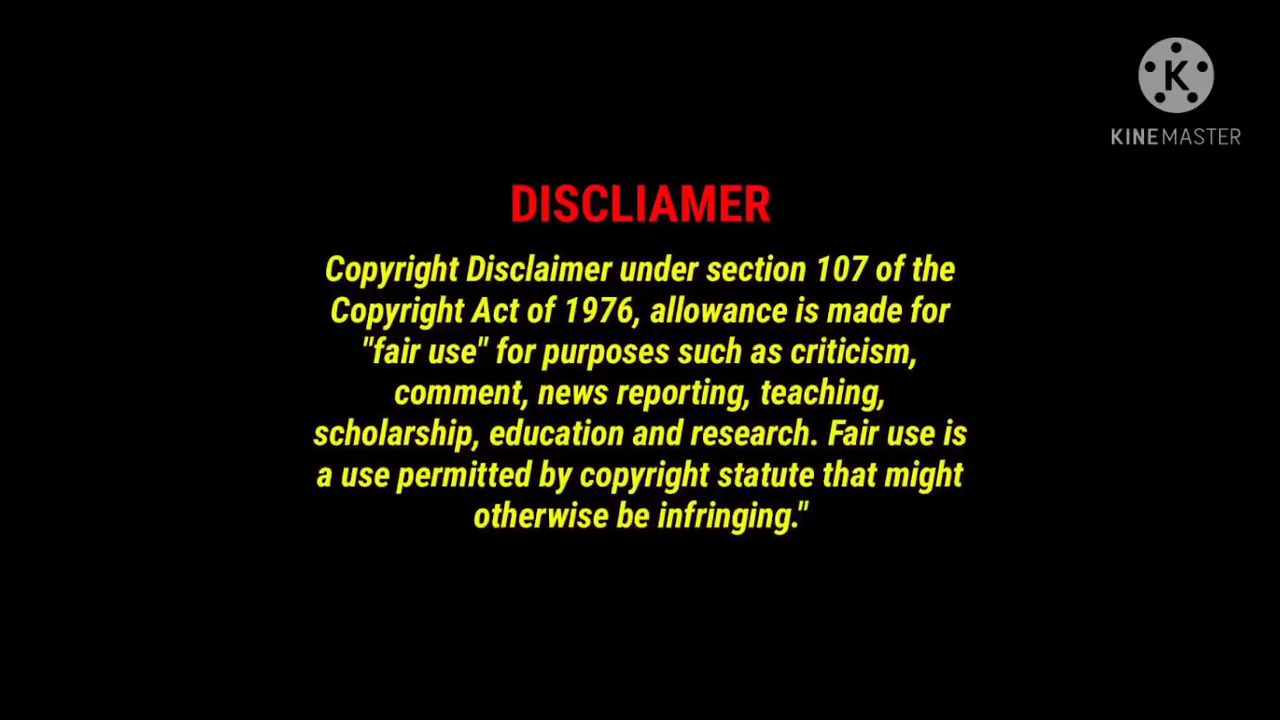 K
KINEMASTER
DISCLIAMER
Copyright Disclaimer under section 107 of the
Copyright Act of 1976, allowance is made for
"fair use" for purposes such as criticism,
comment, news reporting, teaching,
scholarship, education and research. Fair use is
a use permitted by copyright statute that might
otherwise be infringing."